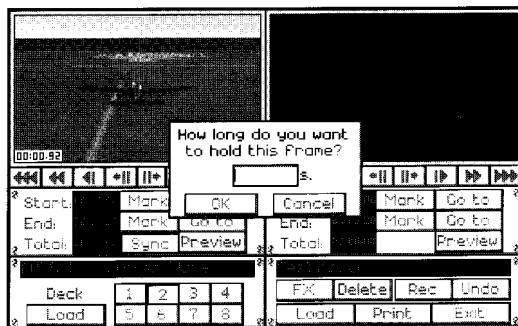 00:00.92
How long do you want
to hold this frame?
s.
OK Cancel
Start: Mark Go to Mark Go to
End: Mark Go to End: Mark Go to
Total: Sync Preview Total: Preview
Deck 1 2 3 4 FX Delete Rec Undo
Load 5 6 7 8 Load Print Exit